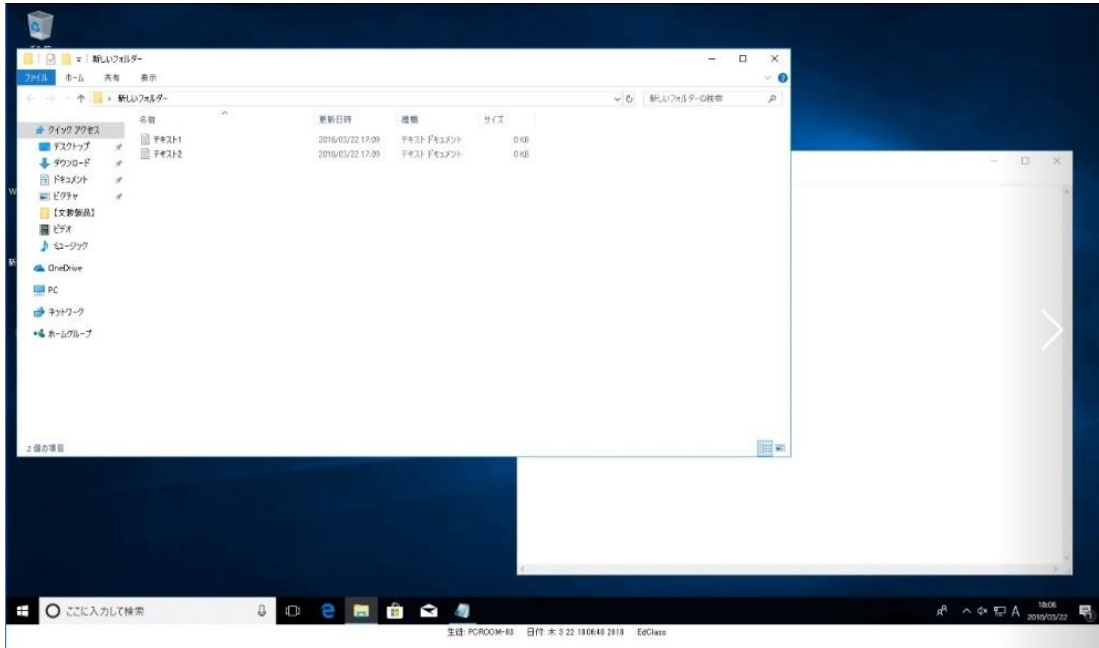 新しいフォルダー
ファイル ホーム 共有 表示
新しいフォルダー
新しいフォルダーの検索
名前 更新日時 種類 サイズ
テキスト1 2018/03/22 17:09 テキスト ドキュメント 0 KB
テキスト2 2018/03/22 17:09 テキスト ドキュメント 0 KB
クイック アクセス
デスクトップ
ダウンロード
ドキュメント
ピクチャ
【文教製品】
ビデオ
ミュージック
OneDrive
PC
ネットワーク
ホームグループ
2 個の項目
ここに入力して検索
A
18:06
2018/03/22
生徒: PCROOM-03 日付: 木 3 22 18:06:40 2018 EdClass